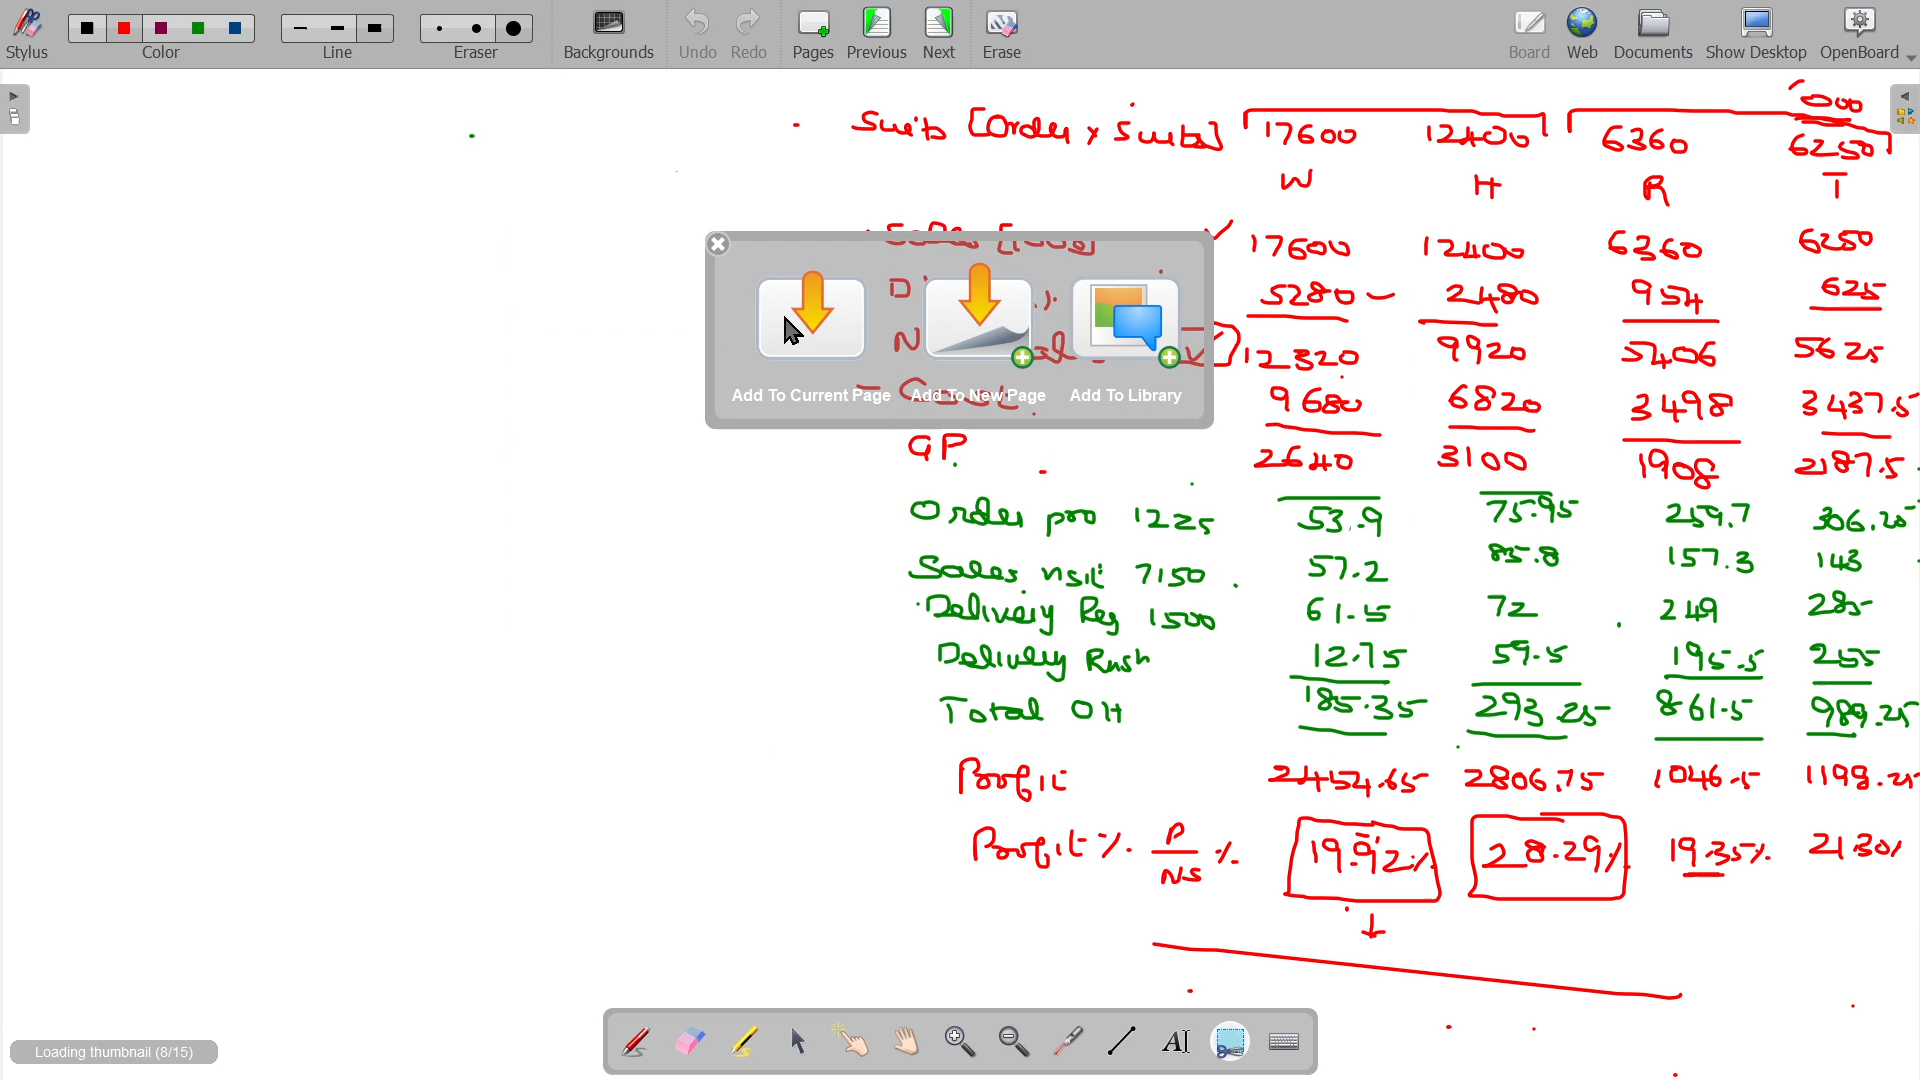 Stylus Color Line Eraser Backgrounds Undo Redo Pages Previous Next Erase Board Web Documents Show Desktop OpenBoard
000
Suits [Order x Suits] 17600 12400 6360 6250
W H R T
17600 12400 6360 6250
5280 2480 954 625
12320 9920 5406 5625
- Cost 9680 6820 3498 3437.5
Add To Current Page Add To New Page Add To Library
GP 2640 3100 1908 2187.5
Order pro 1225 53.9 75.95 259.7 306.25
Sales visit 7150 57.2 85.8 157.3 143
Delivery Reg 1500 61.5 72 249 285
Delivery Rush 12.75 59.5 195.5 255
Total OH 185.35 293.25 861.5 989.25
Profit 2454.65 2806.75 1046.5 1198.25
Profit % P/NS % 19.92% 28.29% 19.35% 21.30%
Loading thumbnail (8/15)